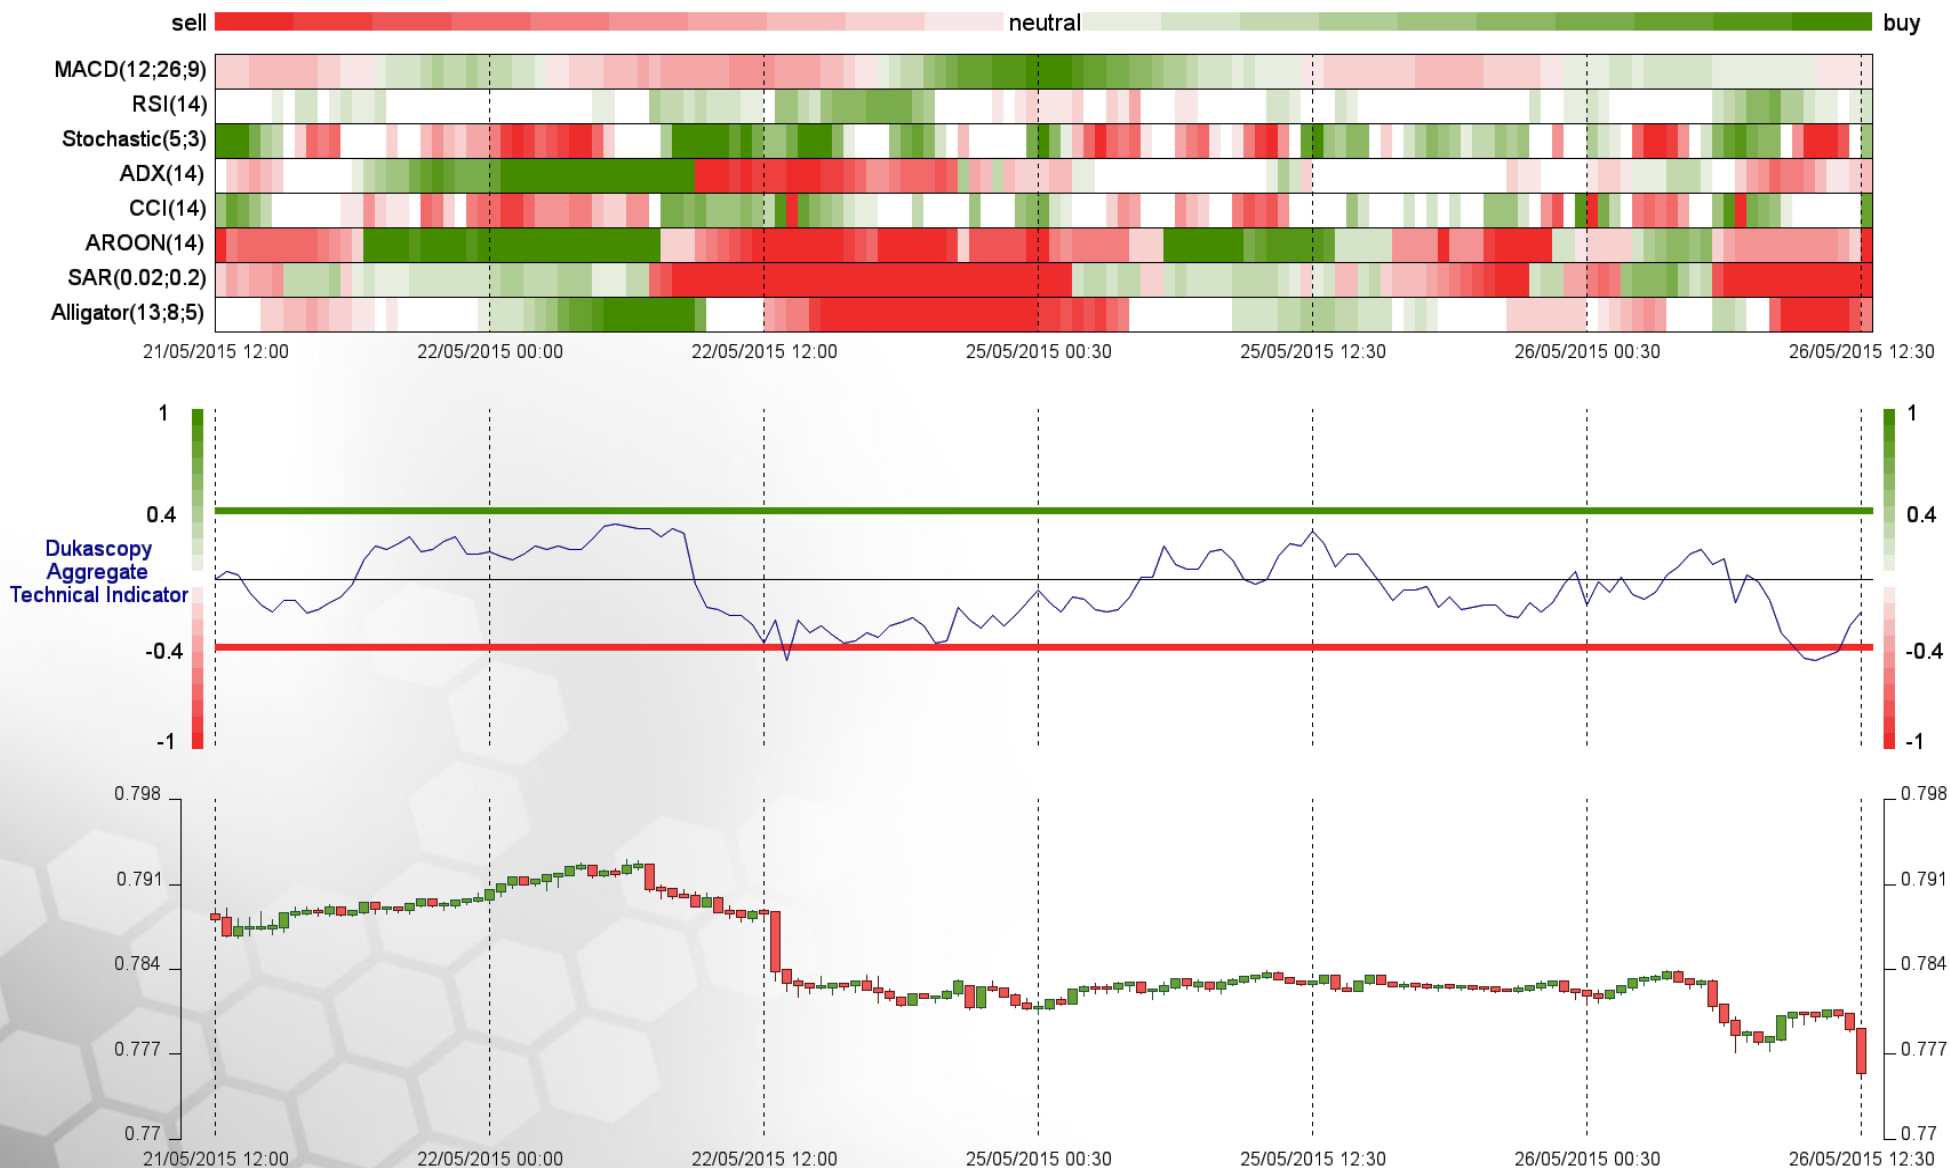 sell neutral buy
MACD(12;26;9)
RSI(14)
Stochastic(5;3)
ADX(14)
CCI(14)
AROON(14)
SAR(0.02;0.2)
Alligator(13;8;5)
21/05/2015 12:00 22/05/2015 00:00 22/05/2015 12:00 25/05/2015 00:30 25/05/2015 12:30 26/05/2015 00:30 26/05/2015 12:30
1 1
0.4 0.4
Dukascopy
Aggregate
Technical Indicator
-0.4 -0.4
-1 -1
0.798 0.798
0.791 0.791
0.784 0.784
0.777 0.777
0.77 0.77
21/05/2015 12:00 22/05/2015 00:00 22/05/2015 12:00 25/05/2015 00:30 25/05/2015 12:30 26/05/2015 00:30 26/05/2015 12:30